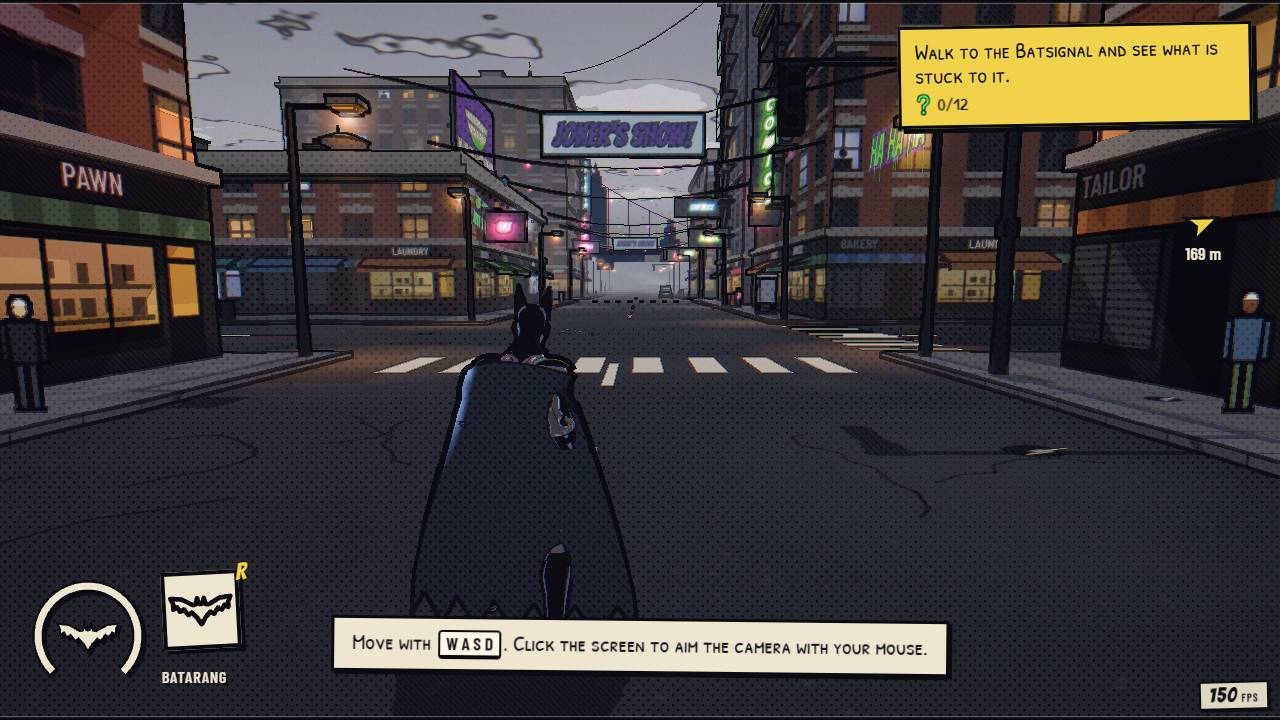 WALK TO THE BATSIGNAL AND SEE WHAT IS
STUCK TO IT.
? 0/12
JOKER'S SHOW!
COMIC
HA HA HA
PAWN
TAILOR
LAUNDRY
BAKERY
169 m
R
BATARANG
MOVE WITH WASD. CLICK THE SCREEN TO AIM THE CAMERA WITH YOUR MOUSE.
150 FPS